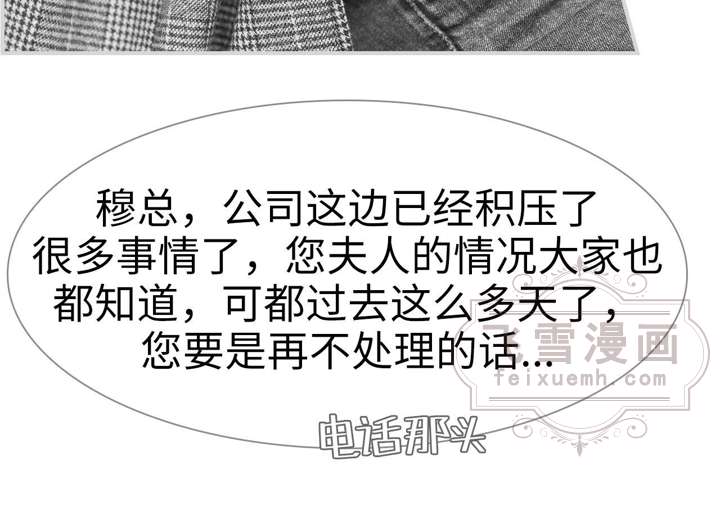 穆总，公司这边已经积压了
很多事情了，您夫人的情况大家也
都知道，可都过去这么多天了，
您要是再不处理的话...
飞雪漫画
feixuemh.com
电话那头